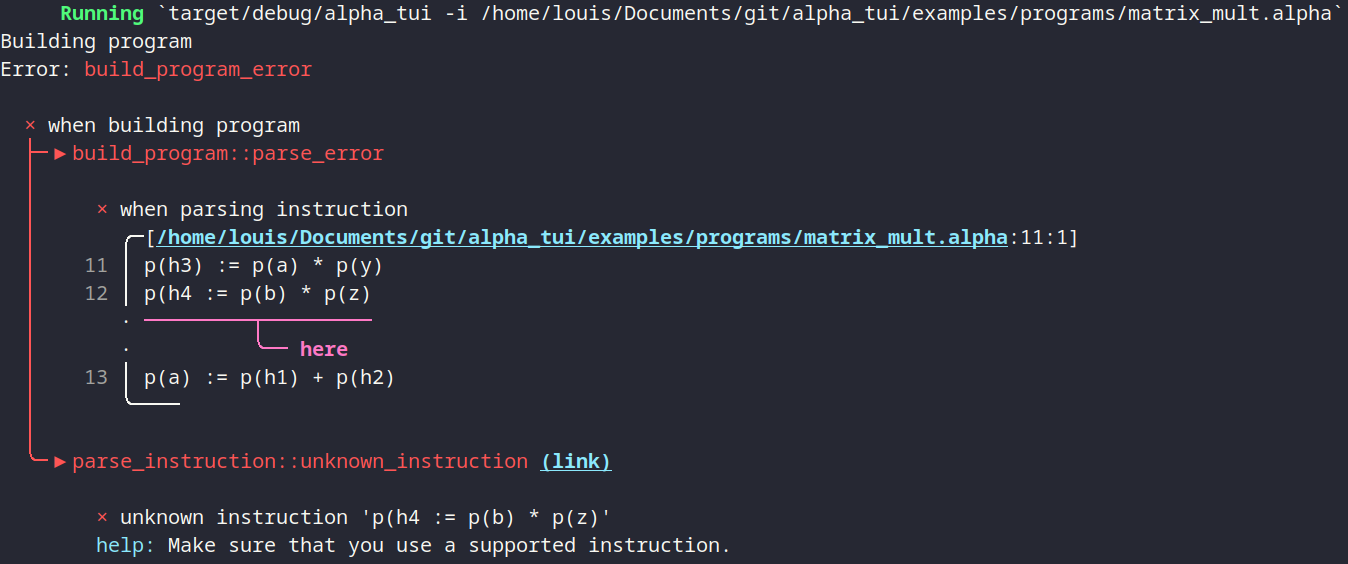 Running `target/debug/alpha_tui -i /home/louis/Documents/git/alpha_tui/examples/programs/matrix_mult.alpha`
Building program
Error: build_program_error
× when building program
▶ build_program::parse_error
× when parsing instruction
[/home/louis/Documents/git/alpha_tui/examples/programs/matrix_mult.alpha:11:1]
11 p(h3) := p(a) * p(y)
12 p(h4 := p(b) * p(z)
here
13 p(a) := p(h1) + p(h2)
▶ parse_instruction::unknown_instruction (link)
× unknown instruction 'p(h4 := p(b) * p(z)'
help: Make sure that you use a supported instruction.